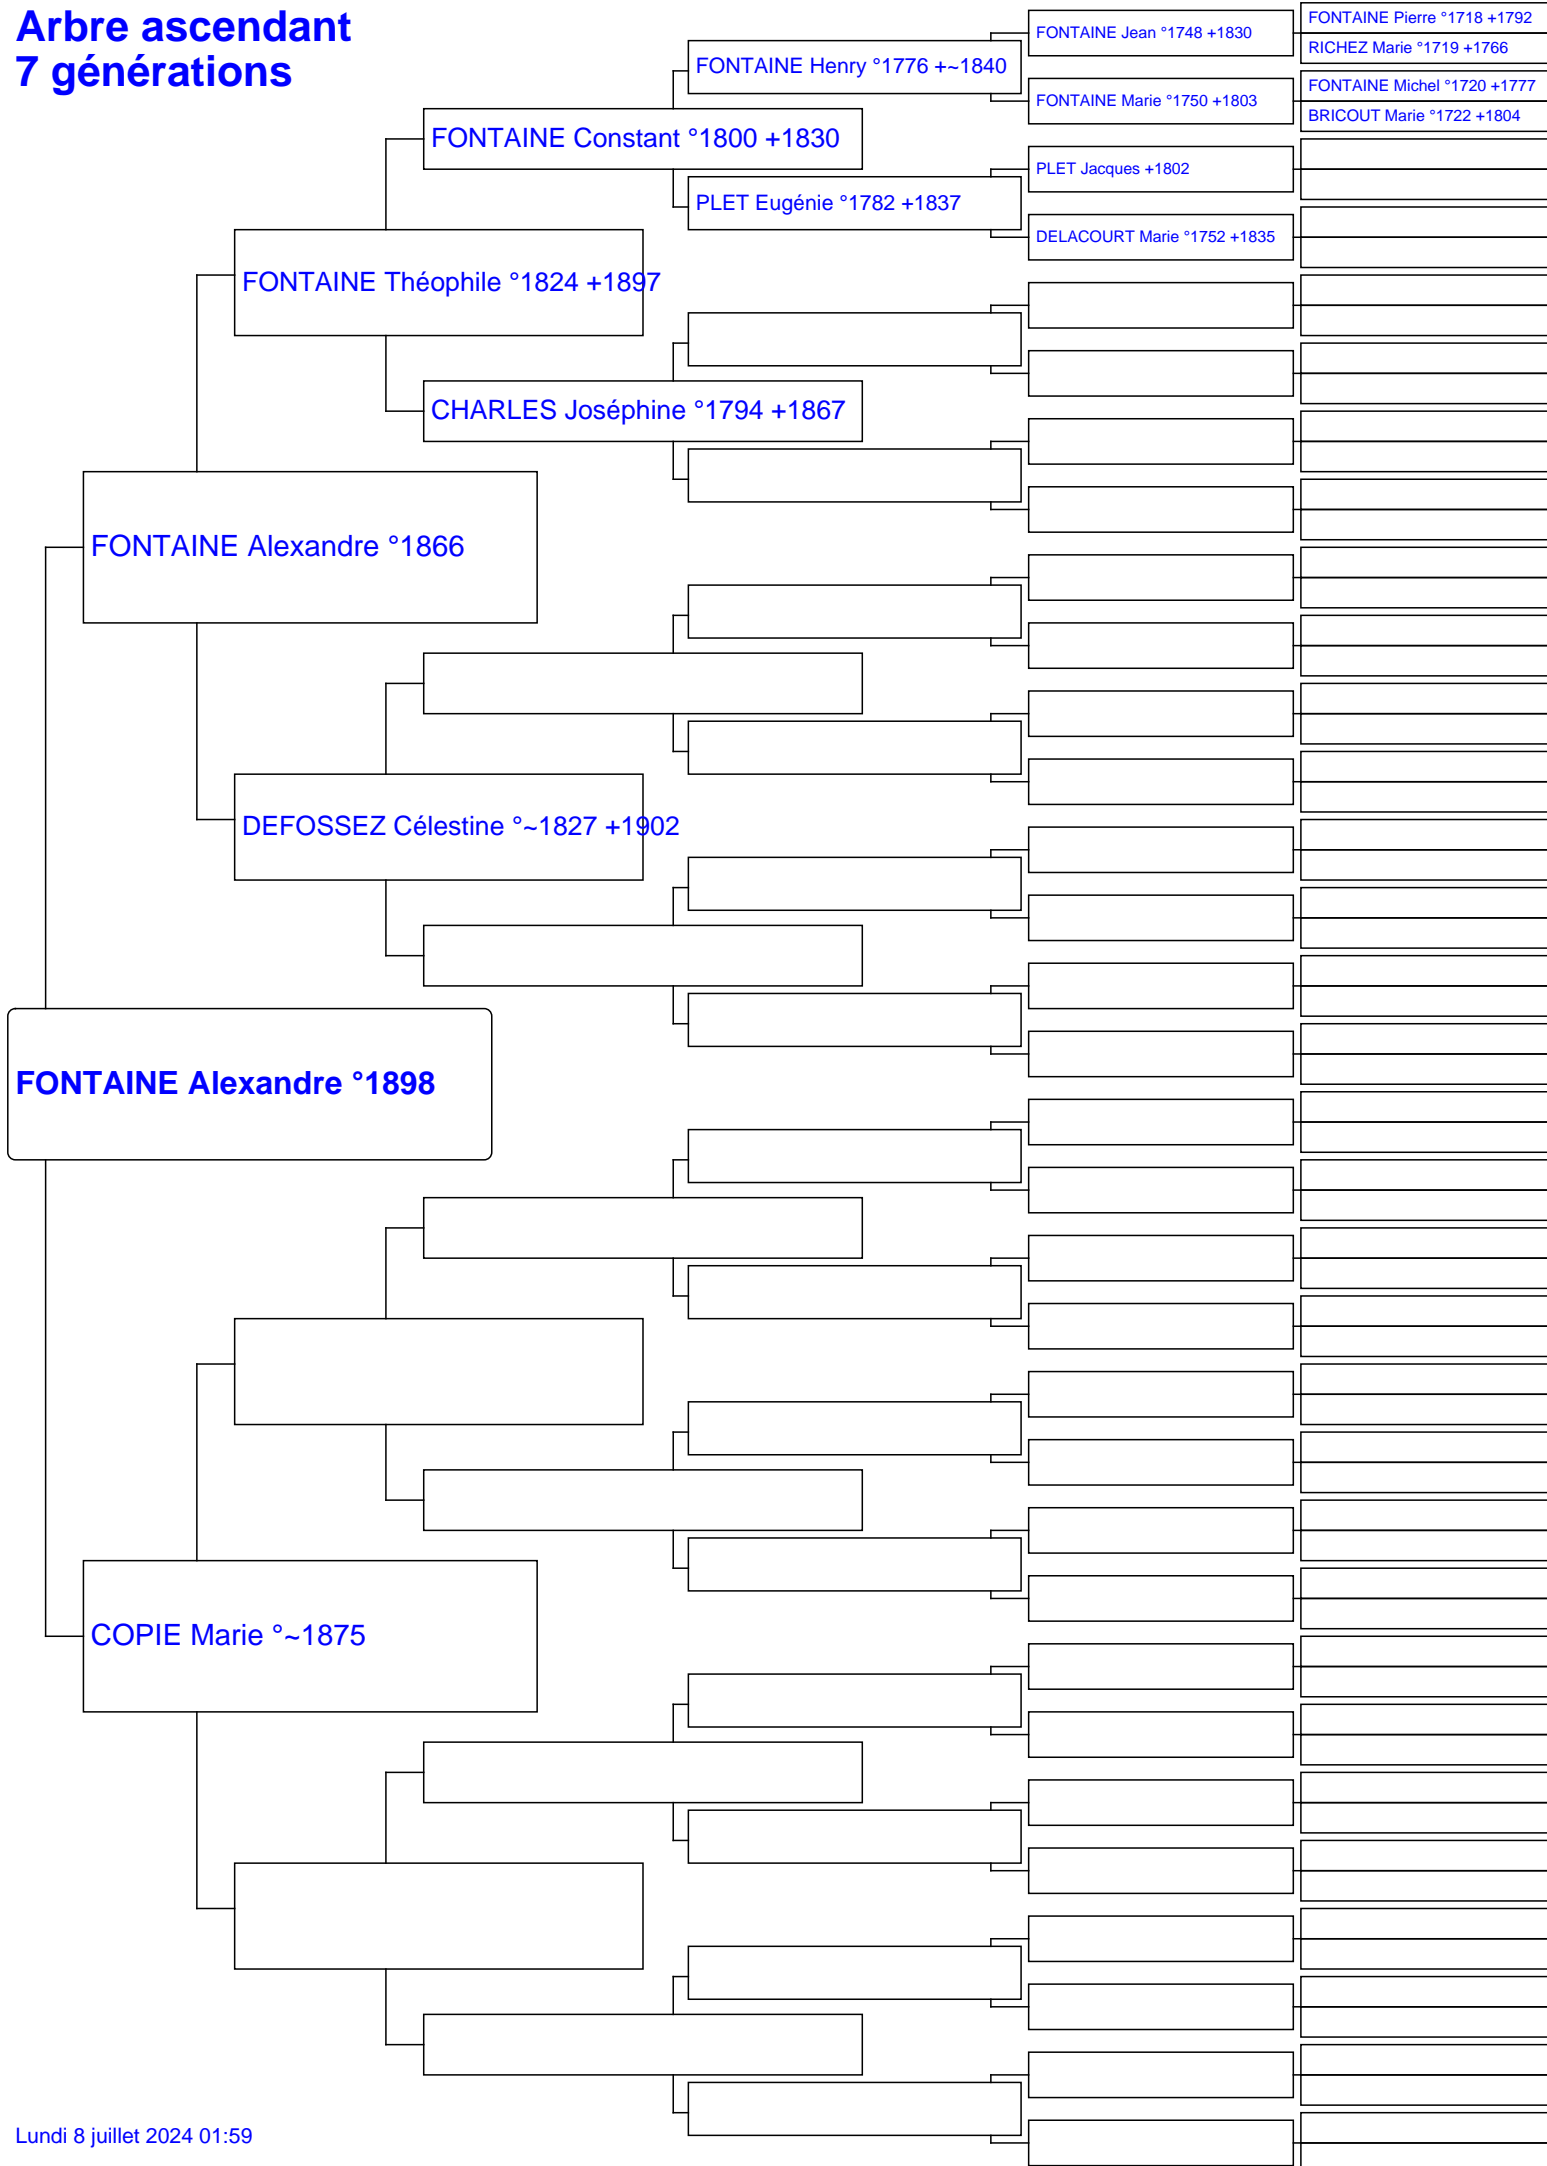 Arbre ascendant
7 générations
FONTAINE Pierre °1718 +1792
FONTAINE Jean °1748 +1830
RICHEZ Marie °1719 +1766
FONTAINE Henry °1776 +~1840
FONTAINE Michel °1720 +1777
FONTAINE Marie °1750 +1803
BRICOUT Marie °1722 +1804
FONTAINE Constant °1800 +1830
PLET Jacques +1802
PLET Eugénie °1782 +1837
DELACOURT Marie °1752 +1835
FONTAINE Théophile °1824 +1897
CHARLES Joséphine °1794 +1867
FONTAINE Alexandre °1866
DEFOSSEZ Célestine °~1827 +1902
FONTAINE Alexandre °1898
COPIE Marie °~1875
Lundi 8 juillet 2024 01:59